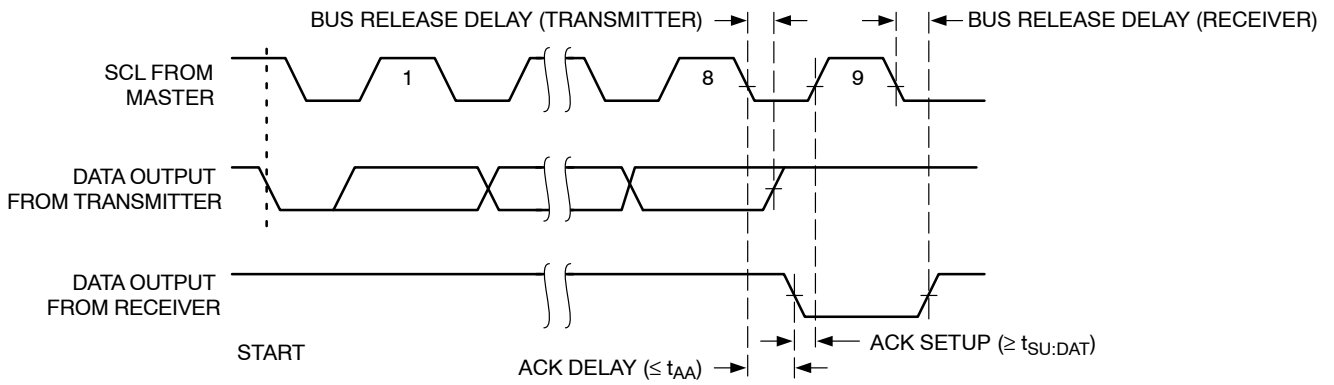 BUS RELEASE DELAY (TRANSMITTER)
BUS RELEASE DELAY (RECEIVER)
SCL FROM
MASTER
1
8
9
DATA OUTPUT
FROM TRANSMITTER
DATA OUTPUT
FROM RECEIVER
START
ACK SETUP (≥ tSU:DAT)
ACK DELAY (≤ tAA)